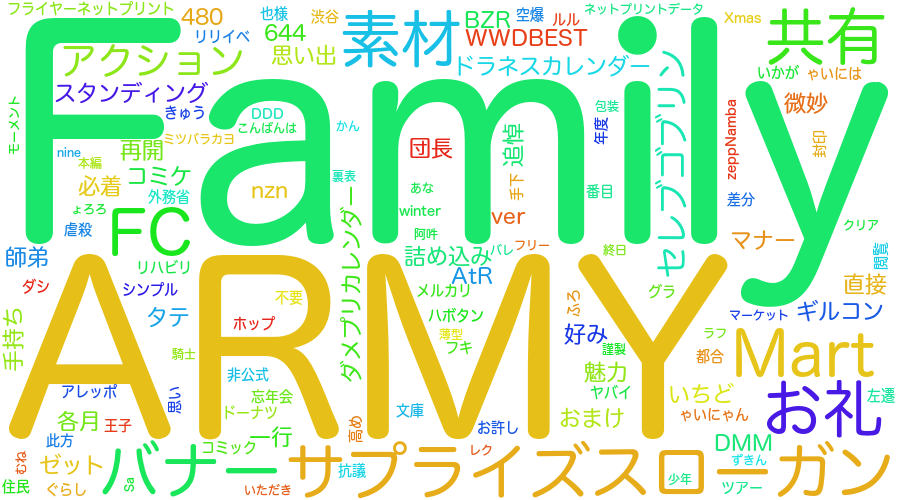 フライヤーネットプリント
480
也様
渋谷
リリイベ
644
思い出
素材
BZR
空爆
ルル
ネットプリントデータ
WWDBEST
Xmas
共有
アクション
ドラネスカレンダー
いかが
ゃいには
スタンディング
きゅう
DDD
こんばんは
かん
包装
年度
セレブゴブリン
zeppNamba
微妙
封印
モーメント
Family
nine
ミツバラカヨ
再開
本編
コミケ
必着
外務省
nzn
団長
追悼
裏表
あな
手下
番目
差分
ょろろ
虐殺
FC
winter
ver
阿吽
クリア
師弟
リハビリ
ダメプリカレンダー
詰め込み
バレ
フリー
終日
マナー
閲覧
ダシ
シンプル
不要
AtR
メルカリ
グラ
直接
ARMY
タテ
ホップ
ハボタン
ふろ
マーケット
ギルコン
手持ち
騎士
薄型
フキ
好み
謹製
ラフ
都合
Mart
非公式
魅力
アレッポ
思い
忘年会
ドーナツ
文庫
ヤバイ
いちど
お礼
左遷
各月
王子
高め
お許し
おまけ
ゃいにゃん
此方
コミック
一行
レク
DMM
ずきん
むね
ゼット
バナー
サプライズスローガン
抗議
少年
住民
ぐらし
Sa
いただき
ツアー